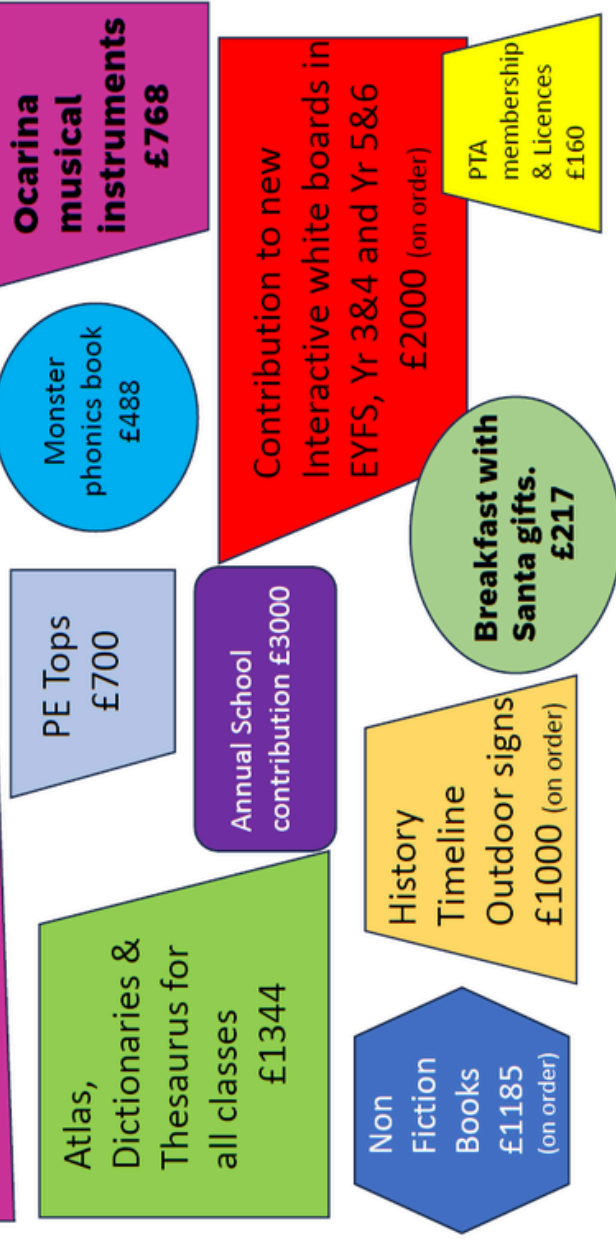 Atlas,
Dictionaries &
Thesaurus for
all classes
£1344
PE Tops
£700
Monster
phonics book
£488
Ocarina
musical
instruments
£768
Annual School
contribution £3000
Contribution to new
Interactive white boards in
EYFS, Yr 3&4 and Yr 5&6
£2000 (on order)
Non
Fiction
Books
£1185
(on order)
History
Timeline
Outdoor signs
£1000 (on order)
Breakfast with
Santa gifts.
£217
PTA
membership
& Licences
£160